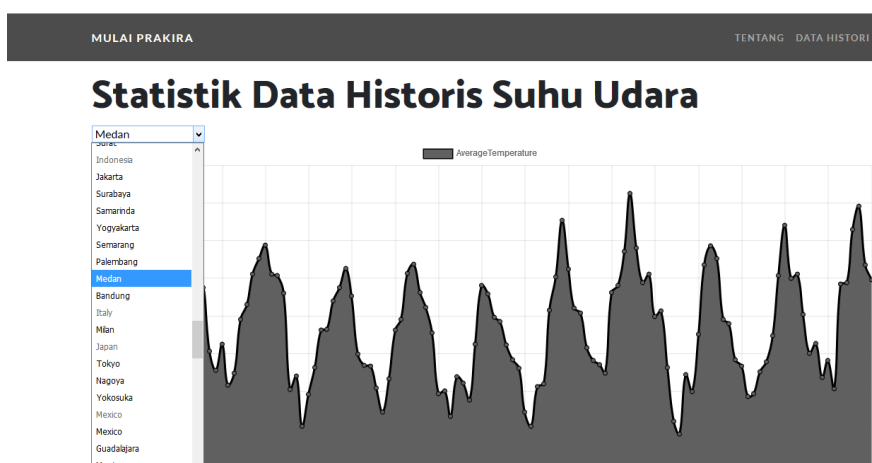 MULAI PRAKIRA
TENTANG DATA HISTORI
Statistik Data Historis Suhu Udara
Medan
AverageTemperature
Indonesia
Jakarta
Surabaya
Samarinda
Yogyakarta
Semarang
Palembang
Medan
Bandung
Italy
Milan
Japan
Tokyo
Nagoya
Yokosuka
Mexico
Mexico
Guadalajara